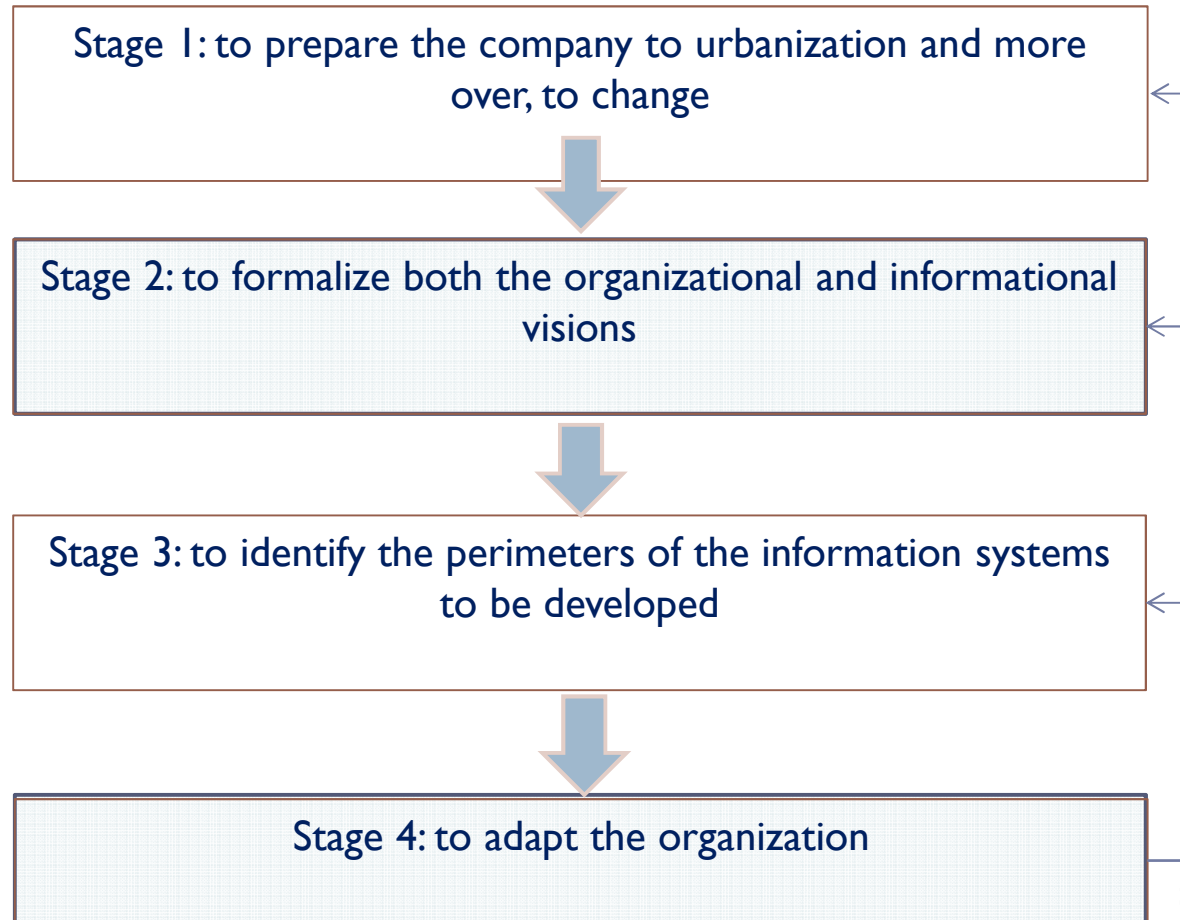 Stage 1: to prepare the company to urbanization and more
over, to change
Stage 2: to formalize both the organizational and informational
visions
Stage 3: to identify the perimeters of the information systems
to be developed
Stage 4: to adapt the organization